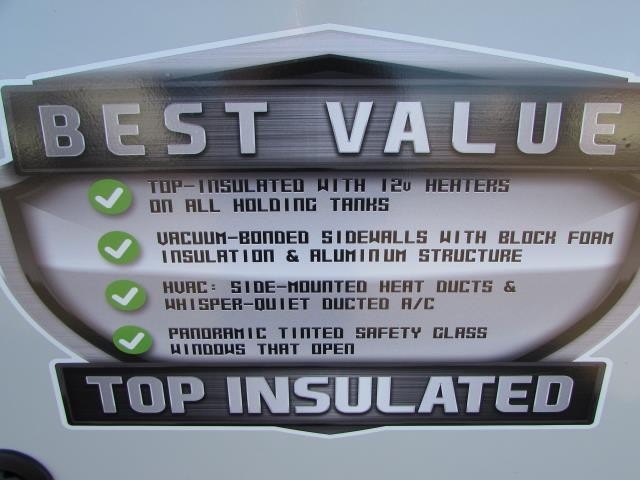 BEST VALUE
TOP-INSULATED WITH 12v HEATERS
ON ALL HOLDING TANKS
VACUUM-BONDED SIDEWALLS WITH BLOCK FOAM
INSULATION & ALUMINUM STRUCTURE
HVAC: SIDE-MOUNTED HEAT DUCTS &
WHISPER-QUIET DUCTED A/C
PANORAMIC TINTED SAFETY GLASS
WINDOWS THAT OPEN
TOP INSULATED